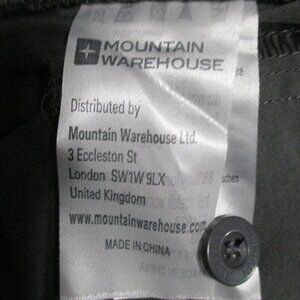 MOUNTAIN
WAREHOUSE
Distributed by
Mountain Warehouse Ltd.
3 Eccleston St
London SW1W 9LX
United Kingdom
www.mountainwarehouse.com
MADE IN CHINA